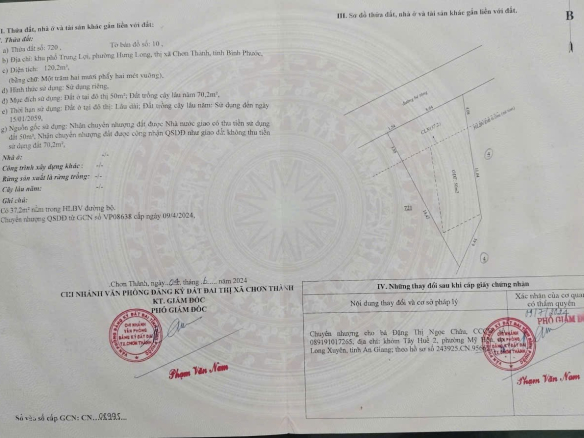 I. Thửa đất, nhà ở và tài sản khác gắn liền với đất:
1. Thửa đất:
a) Thửa đất số: 720 , Tờ bản đồ số: 10 ,
b) Địa chỉ: khu phố Trung Lợi, phường Hưng Long, thị xã Chơn Thành, tỉnh Bình Phước,
c) Diện tích: 120,2m²,
(bằng chữ: Một trăm hai mươi phẩy hai mét vuông),
d) Hình thức sử dụng: Sử dụng riêng,
đ) Mục đích sử dụng: Đất ở tại đô thị 50m²; Đất trồng cây lâu năm 70,2m²,
e) Thời hạn sử dụng: Đất ở tại đô thị: Lâu dài; Đất trồng cây lâu năm: Sử dụng đến ngày
15/01/2059,
g) Nguồn gốc sử dụng: Nhận chuyển nhượng đất được Nhà nước giao có thu tiền sử dụng
đất 50m², Nhận chuyển nhượng đất được công nhận QSDĐ như giao đất không thu tiền
sử dụng đất 70,2m².
Nhà ở: -/-
Công trình xây dựng khác: -/-
Rừng sản xuất là rừng trồng: -/-
Cây lâu năm: -/-
Ghi chú:
Có 37,2m² nằm trong HLBV đường bộ.
Chuyển nhượng QSDĐ từ GCN số VP08638 cấp ngày 09/4/2024.
Chơn Thành, ngày 04 tháng 6 năm 2024
CHI NHÁNH VĂN PHÒNG ĐĂNG KÝ ĐẤT ĐAI THỊ XÃ CHƠN THÀNH
KT. GIÁM ĐỐC
PHÓ GIÁM ĐỐC
CHI NHÁNH
VĂN PHÒNG
ĐĂNG KÝ ĐẤT ĐAI
TX.CHƠN THÀNH
Phạm Văn Nam
Số vào sổ cấp GCN: CN
III. Sơ đồ thửa đất, nhà ở và tài sản khác gắn liền với đất.
B
721
IV. Những thay đổi sau khi cấp giấy chứng nhận
Nội dung thay đổi và cơ sở pháp lý
Xác nhận của cơ quan
có thẩm quyền
PHÓ GIÁM
Chuyển nhượng cho bà Đặng Thị Ngọc Châu,
089191017265, địa chỉ: khóm Tây Huề 2, phường Mỹ
Long Xuyên, tỉnh An Giang; theo hồ sơ số
Phạm Văn Nam